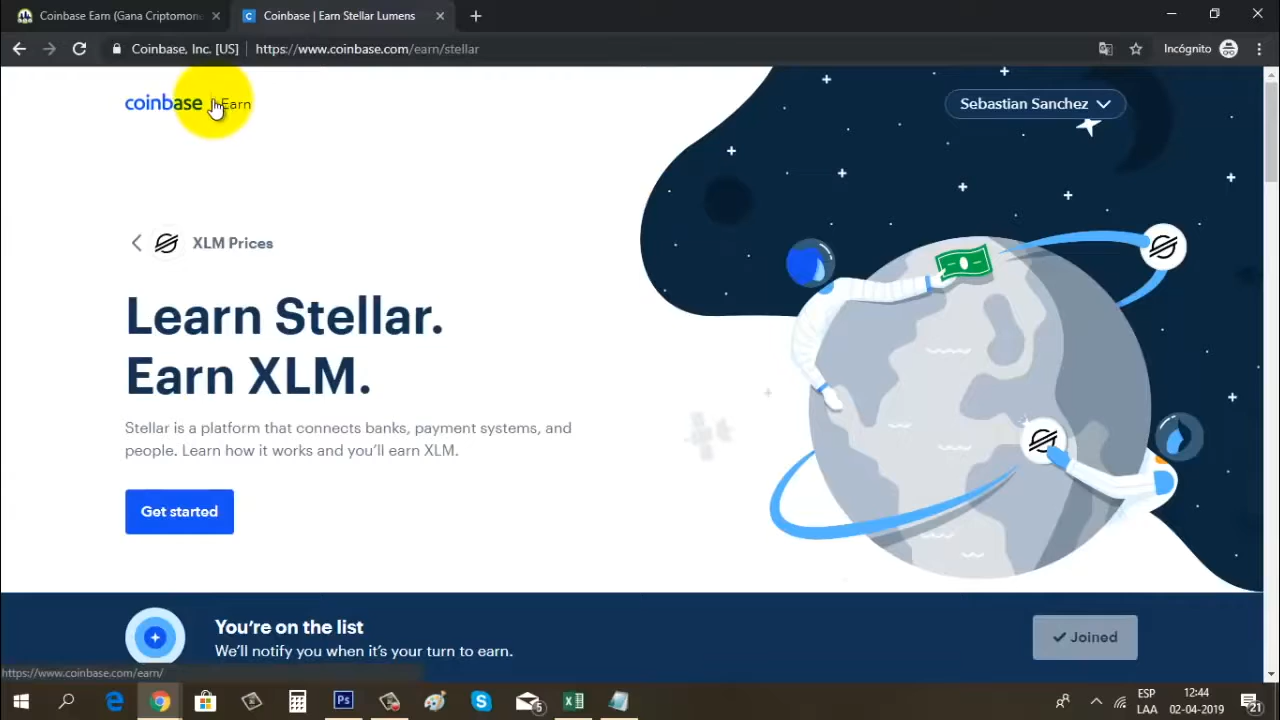 Coinbase Earn (Gana Criptomon
Coinbase | Earn Stellar Lumens
Coinbase, Inc. [US]
https://www.coinbase.com/earn/stellar
Incógnito
coinbase | Earn
Sebastian Sanchez
XLM Prices
Learn Stellar.
Earn XLM.
Stellar is a platform that connects banks, payment systems, and
people. Learn how it works and you'll earn XLM.
Get started
You're on the list
We'll notify you when it's your turn to earn.
Joined
https://www.coinbase.com/earn/
Ps
5
ESP
LAA
12:44
02-04-2019
21